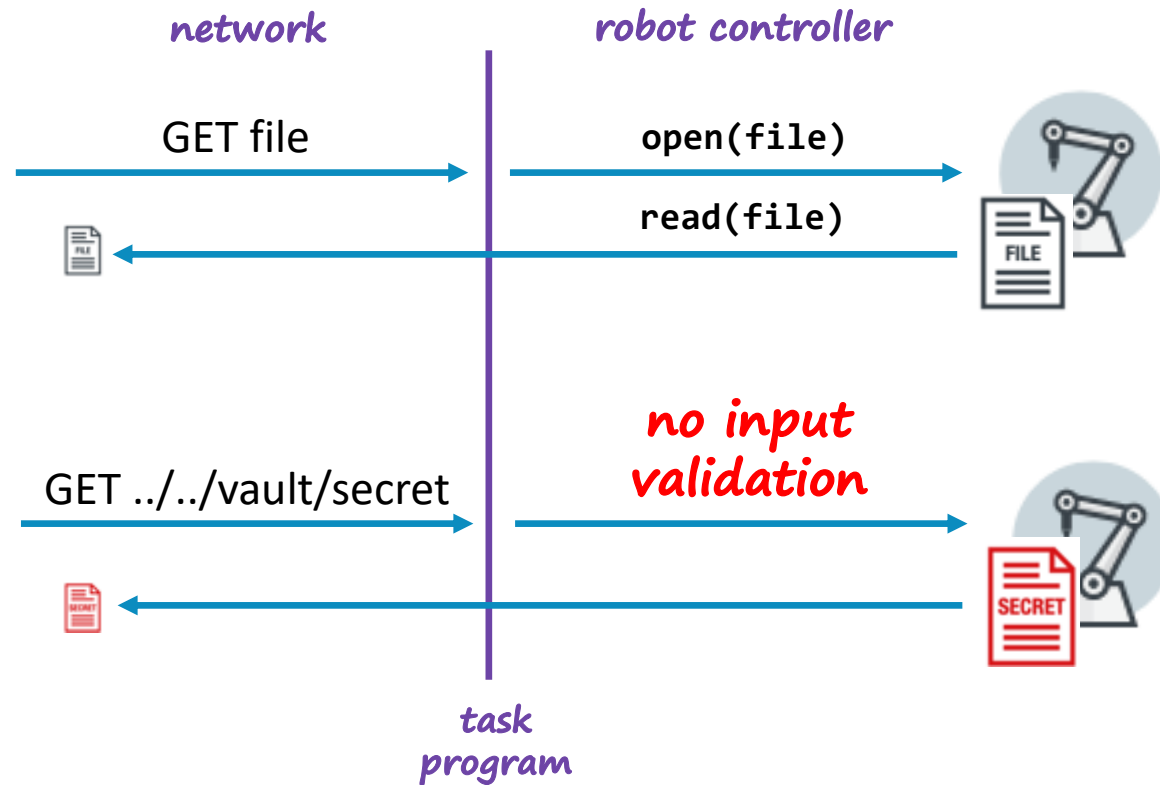 network
robot controller
GET file
open(file)
read(file)
FILE
FILE
no input
validation
GET ../../vault/secret
SECRET
SECRET
task
program